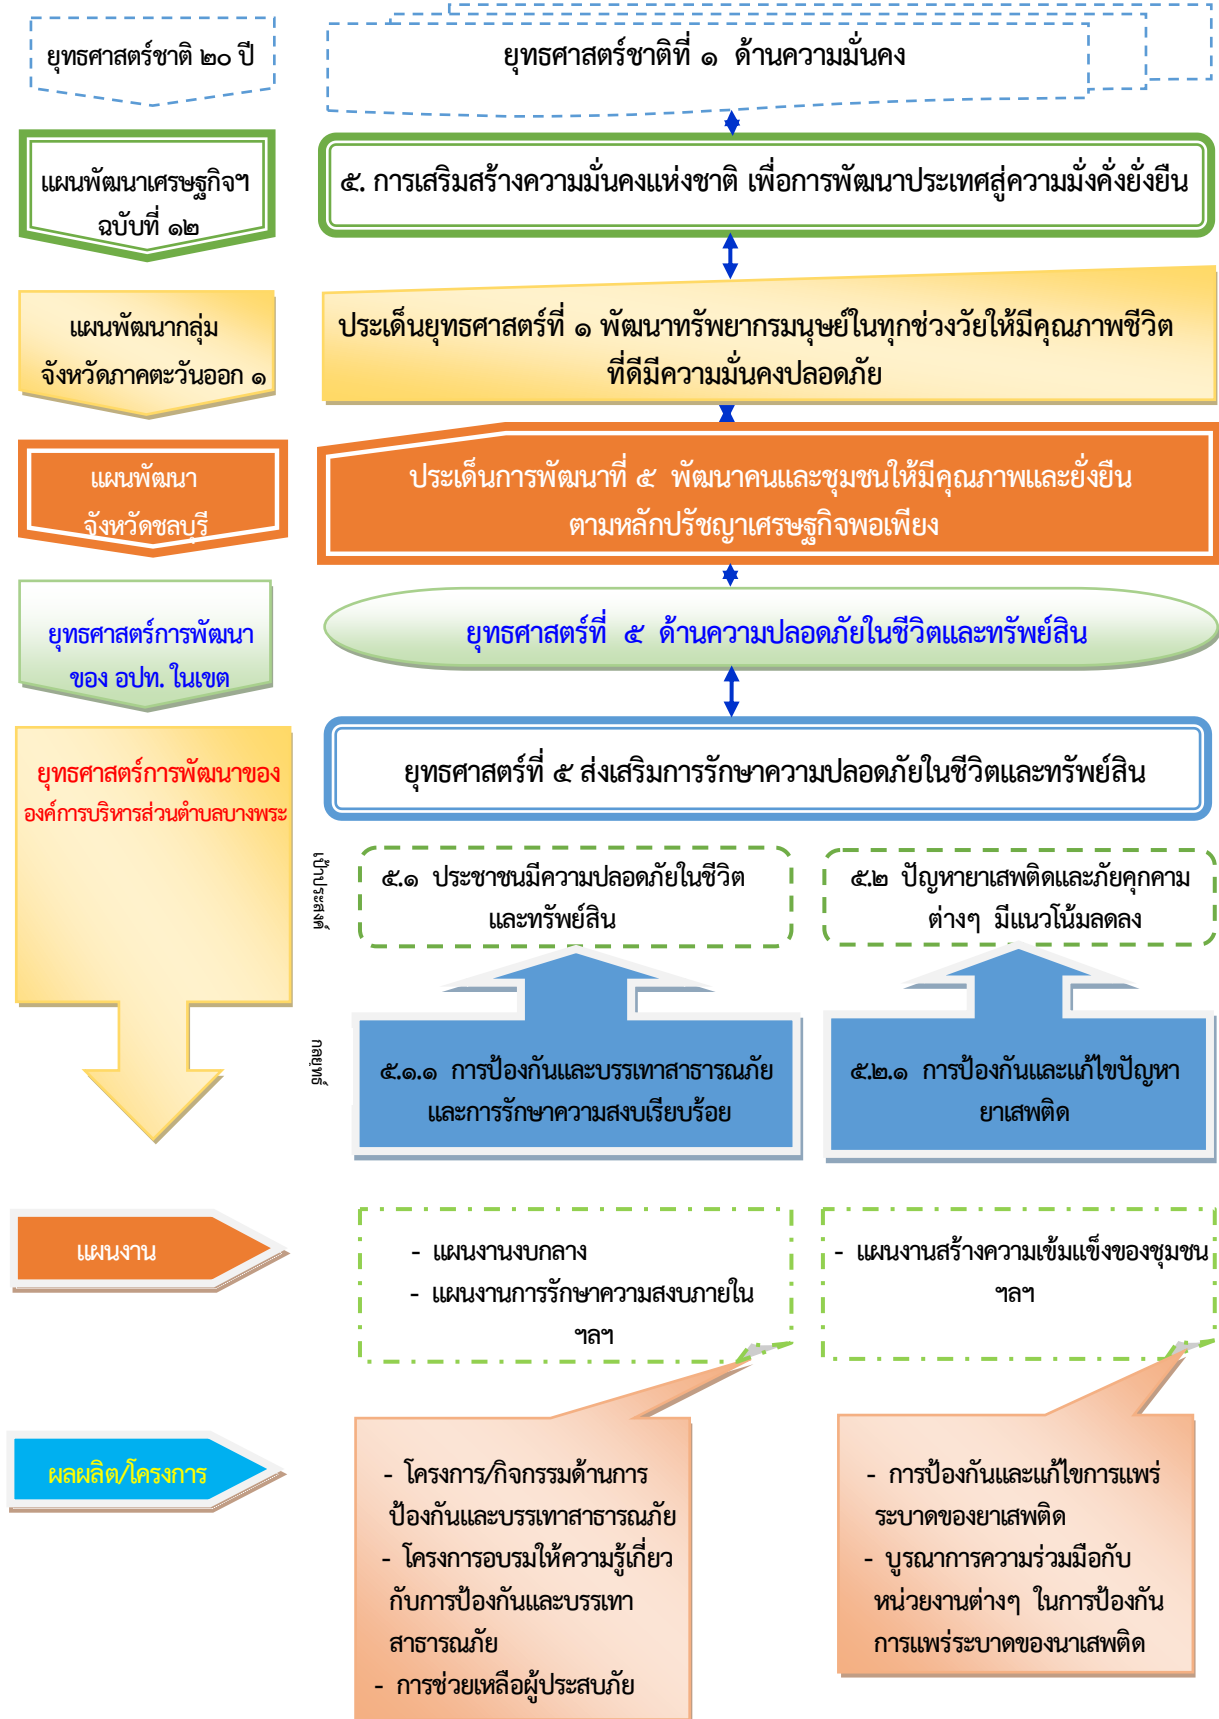 ยุทธศาสตร์ชาติ ๒๐ ปี
ยุทธศาสตร์ชาติที่ ๑ ด้านความมั่นคง
แผนพัฒนาเศรษฐกิจฯ
ฉบับที่ ๑๒
๕. การเสริมสร้างความมั่นคงแห่งชาติ เพื่อการพัฒนาประเทศสู่ความมั่งคั่งยั่งยืน
แผนพัฒนากลุ่ม
จังหวัดภาคตะวันออก ๑
ประเด็นยุทธศาสตร์ที่ ๑ พัฒนาทรัพยากรมนุษย์ในทุกช่วงวัยให้มีคุณภาพชีวิต
ที่ดีมีความมั่นคงปลอดภัย
แผนพัฒนา
จังหวัดชลบุรี
ประเด็นการพัฒนาที่ ๕ พัฒนาคนและชุมชนให้มีคุณภาพและยั่งยืน
ตามหลักปรัชญาเศรษฐกิจพอเพียง
ยุทธศาสตร์การพัฒนา
ของ อปท. ในเขต
ยุทธศาสตร์ที่ ๕ ด้านความปลอดภัยในชีวิตและทรัพย์สิน
ยุทธศาสตร์การพัฒนาของ
องค์การบริหารส่วนตำบลบางพระ
ยุทธศาสตร์ที่ ๕ ส่งเสริมการรักษาความปลอดภัยในชีวิตและทรัพย์สิน
เป้าประสงค์
๕.๑ ประชาชนมีความปลอดภัยในชีวิต
และทรัพย์สิน
๕.๒ ปัญหายาเสพติดและภัยคุกคาม
ต่างๆ มีแนวโน้มลดลง
กลยุทธ์
๕.๑.๑ การป้องกันและบรรเทาสาธารณภัย
และการรักษาความสงบเรียบร้อย
๕.๒.๑ การป้องกันและแก้ไขปัญหา
ยาเสพติด
แผนงาน
- แผนงานงบกลาง
- แผนงานการรักษาความสงบภายใน
ฯลฯ
- แผนงานสร้างความเข้มแข็งของชุมชน
ฯลฯ
ผลผลิต/โครงการ
- โครงการ/กิจกรรมด้านการ
ป้องกันและบรรเทาสาธารณภัย
- โครงการอบรมให้ความรู้เกี่ยว
กับการป้องกันและบรรเทา
สาธารณภัย
- การช่วยเหลือผู้ประสบภัย
- การป้องกันและแก้ไขการแพร่
ระบาดของยาเสพติด
- บูรณาการความร่วมมือกับ
หน่วยงานต่างๆ ในการป้องกัน
การแพร่ระบาดของนาเสพติด